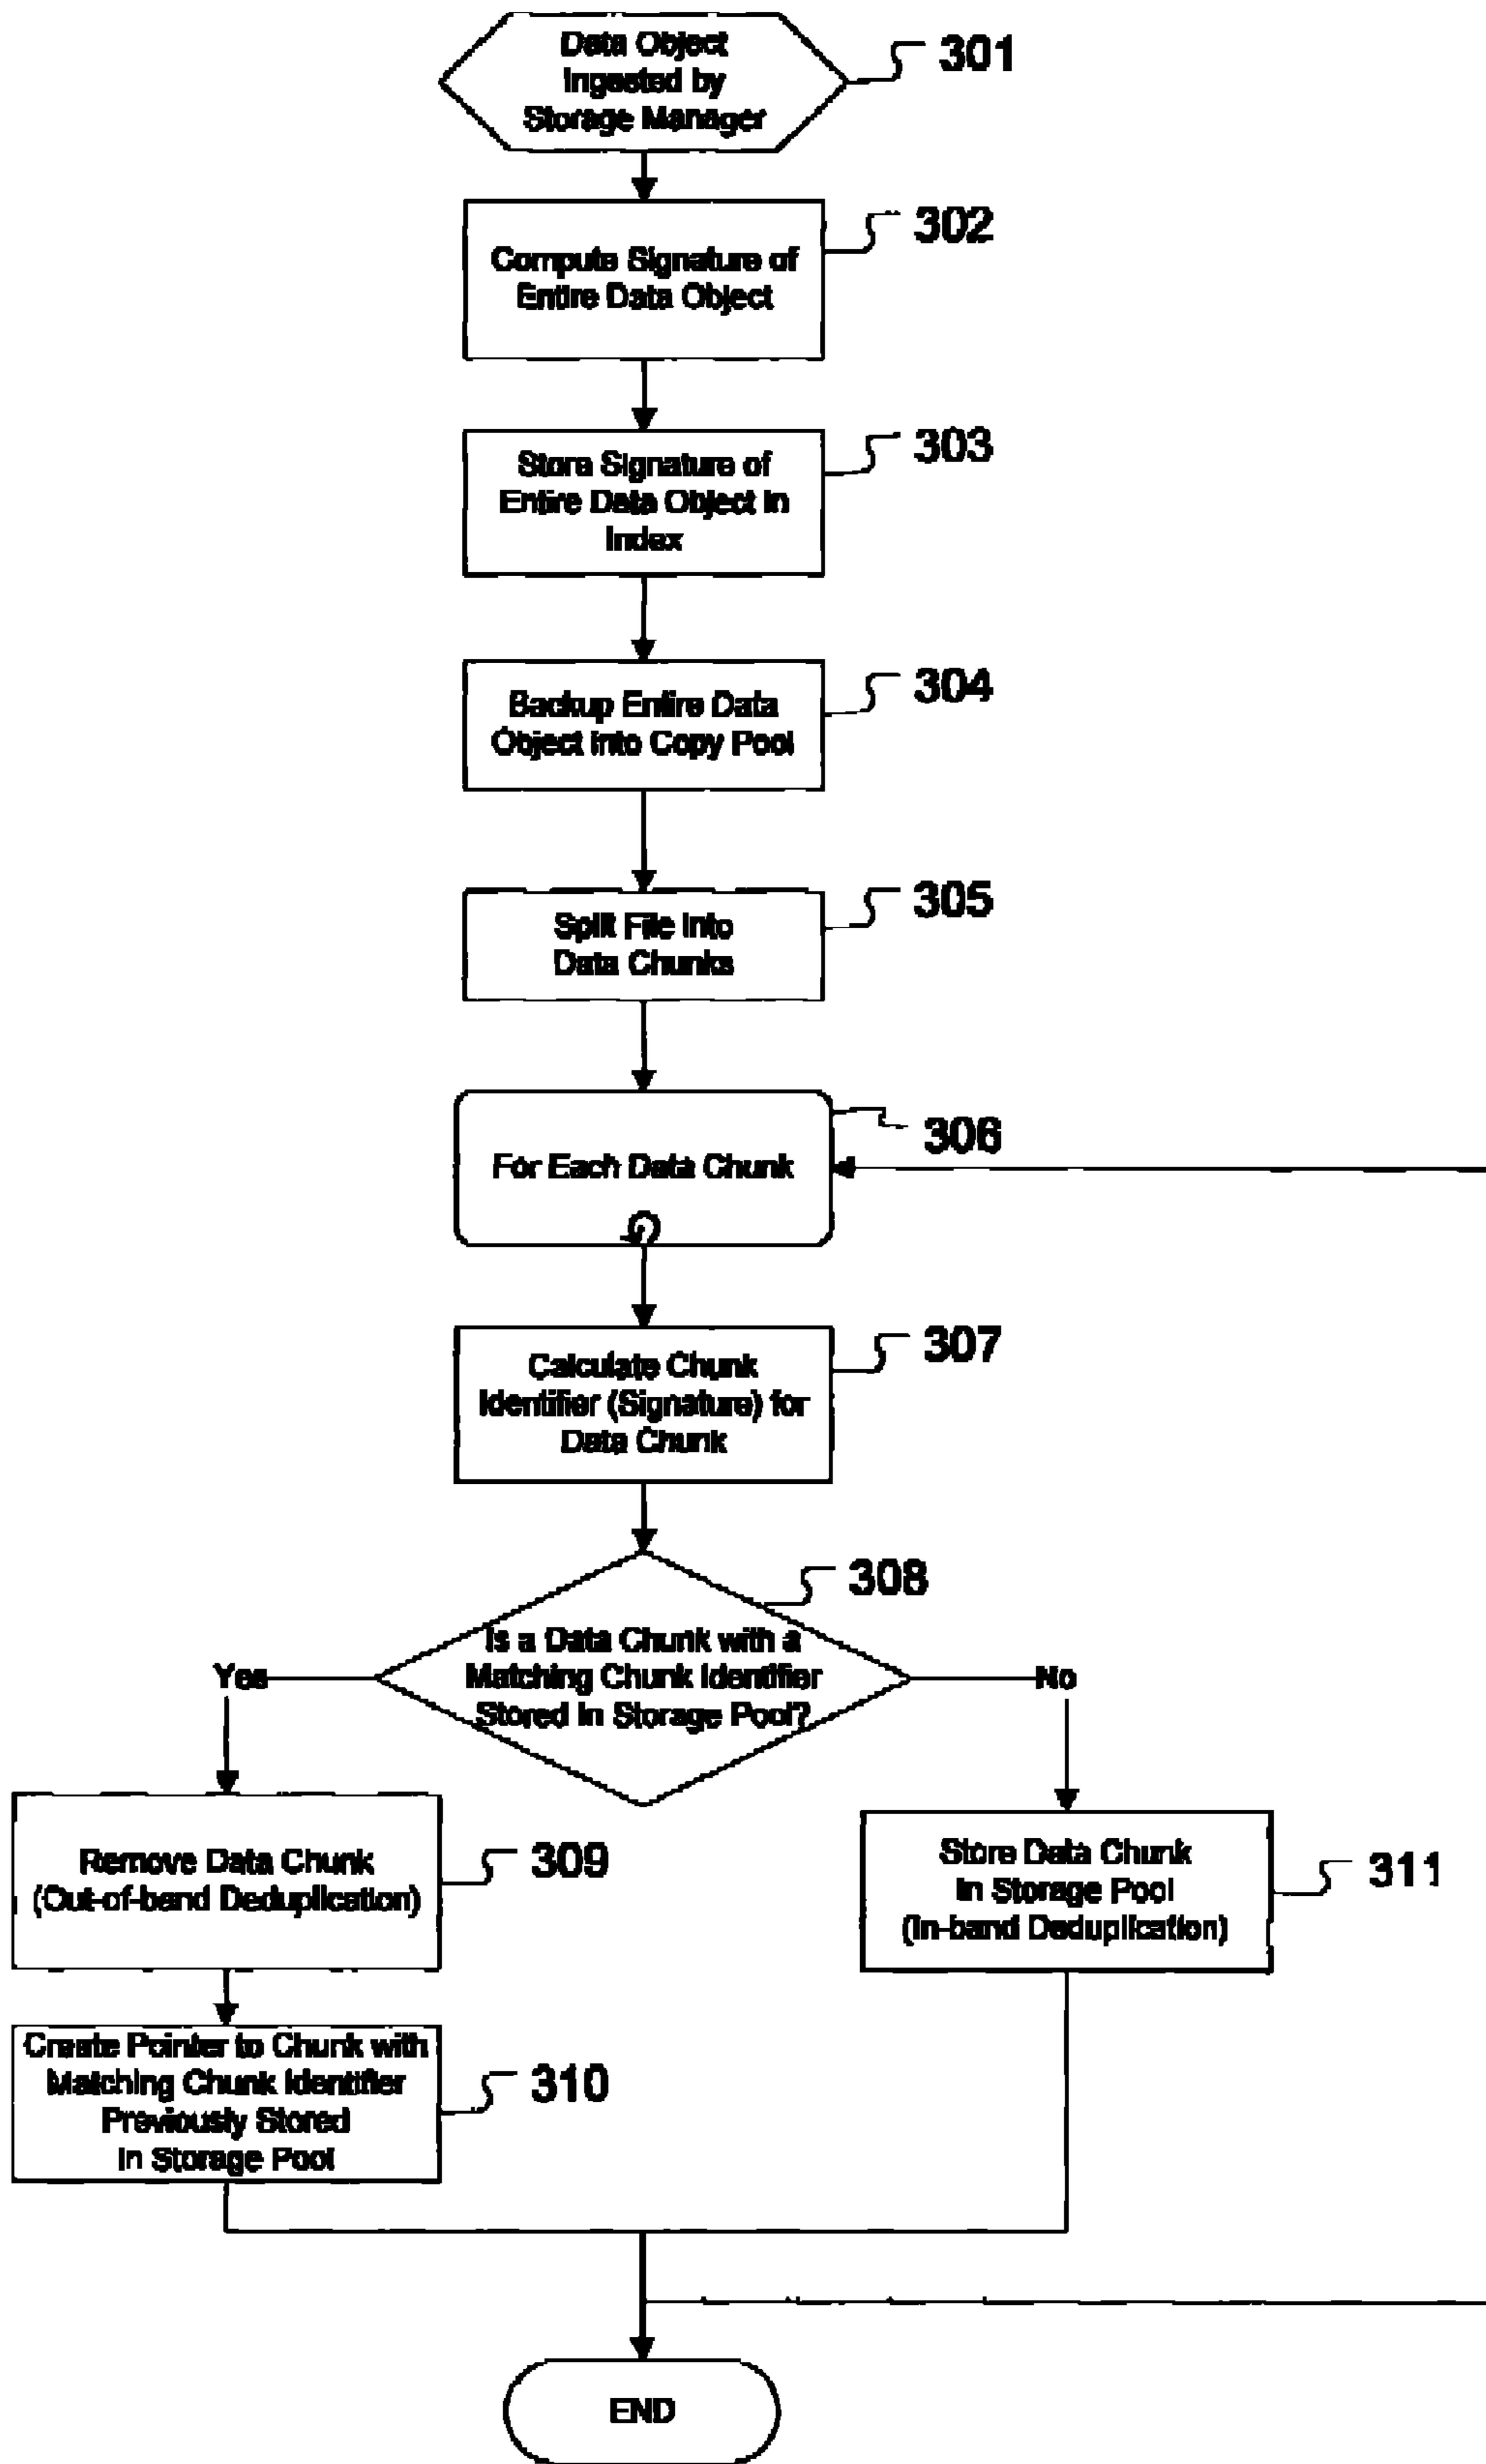 Data Object
Ingested by
Storage Manager
301
Compute Signature of
Entire Data Object
302
Store Signature of
Entire Data Object in
Index
303
Backup Entire Data
Object into Copy Pool
304
Split File into
Data Chunks
305
For Each Data Chunk
306
Calculate Chunk
Identifier (Signature) for
Data Chunk
307
Is a Data Chunk with a
Matching Chunk Identifier
Stored in Storage Pool?
308
Yes
No
Remove Data Chunk
(Out-of-band Deduplication)
309
Store Data Chunk
in Storage Pool
(In-band Deduplication)
311
Create Pointer to Chunk with
Matching Chunk Identifier
Previously Stored
in Storage Pool
310
END